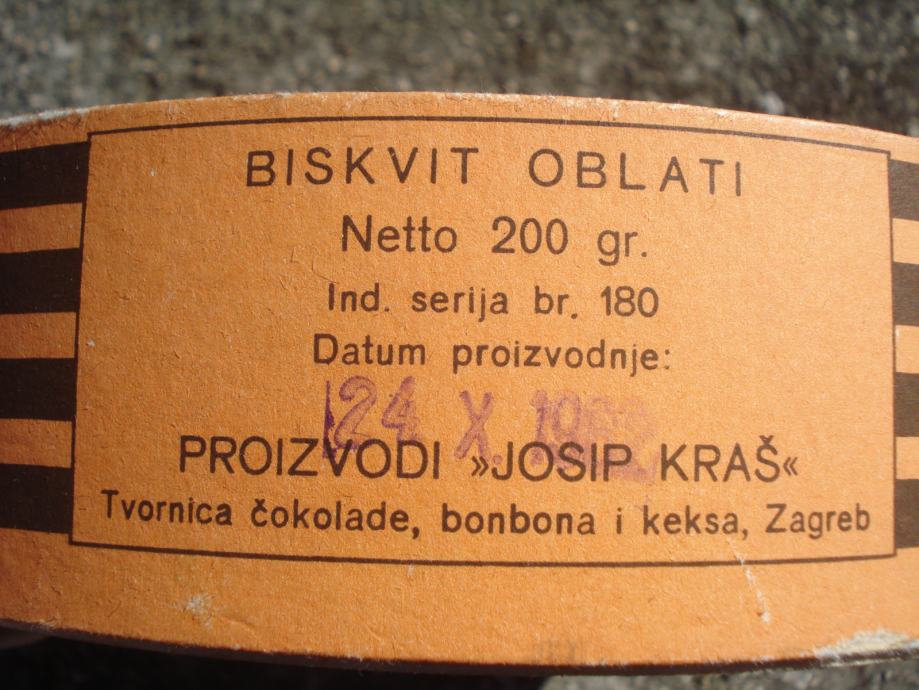 BISKVIT OBLATI
Netto 200 gr.
Ind. serija br. 180
Datum proizvodnje:
24 X.
PROIZVODI »JOSIP KRAŠ«
Tvornica čokolade, bonbona i keksa, Zagreb